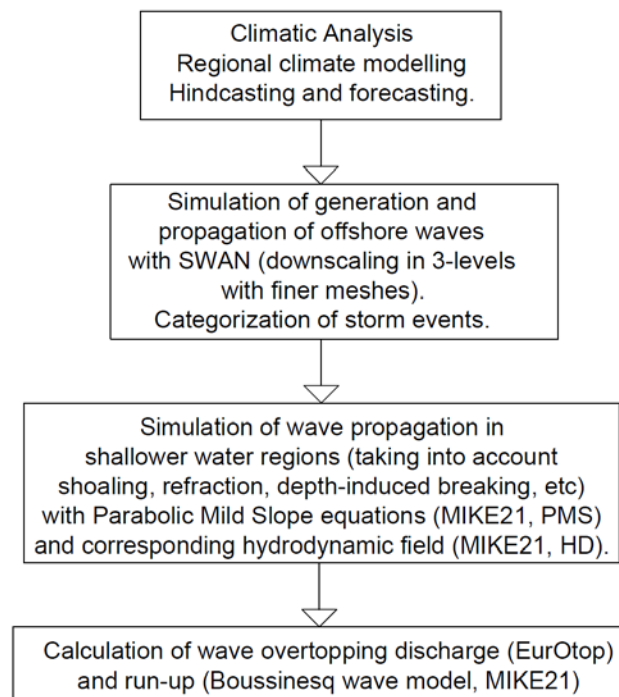 Climatic Analysis
Regional climate modelling
Hindcasting and forecasting.
Simulation of generation and
propagation of offshore waves
with SWAN (downscaling in 3-levels
with finer meshes).
Categorization of storm events.
Simulation of wave propagation in
shallower water regions (taking into account
shoaling, refraction, depth-induced breaking, etc)
with Parabolic Mild Slope equations (MIKE21, PMS)
and corresponding hydrodynamic field (MIKE21, HD).
Calculation of wave overtopping discharge (EurOtop)
and run-up (Boussinesq wave model, MIKE21)